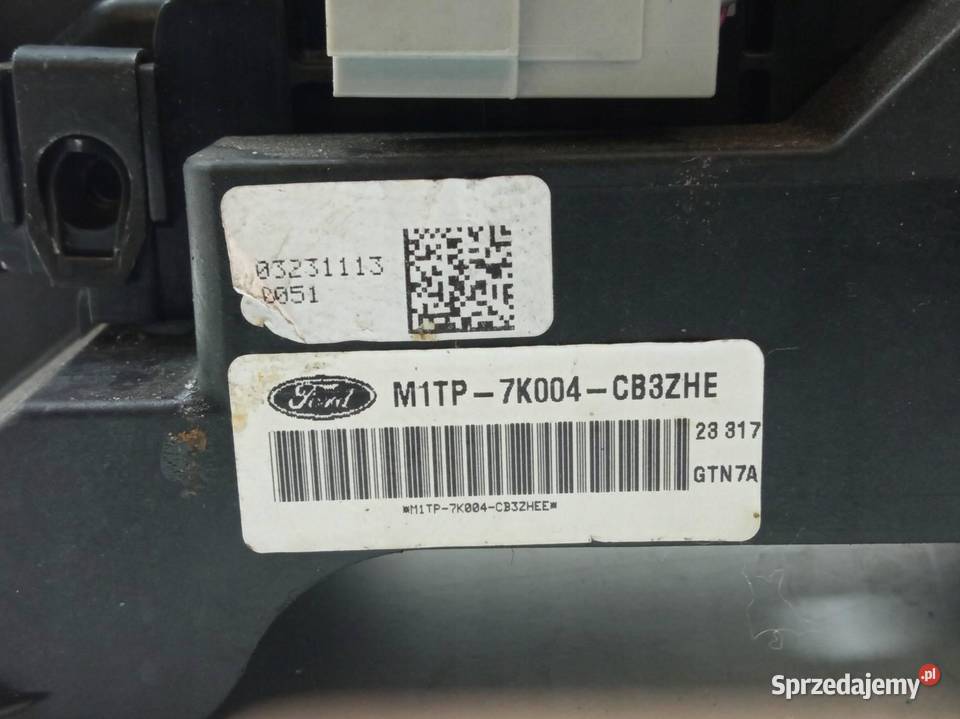 03231113
0051
Ford
M1TP-7K004-CB3ZHE
23 317
GTN7A
*M1TP-7K004-CB3ZHEE*
Sprzedajemy.pl